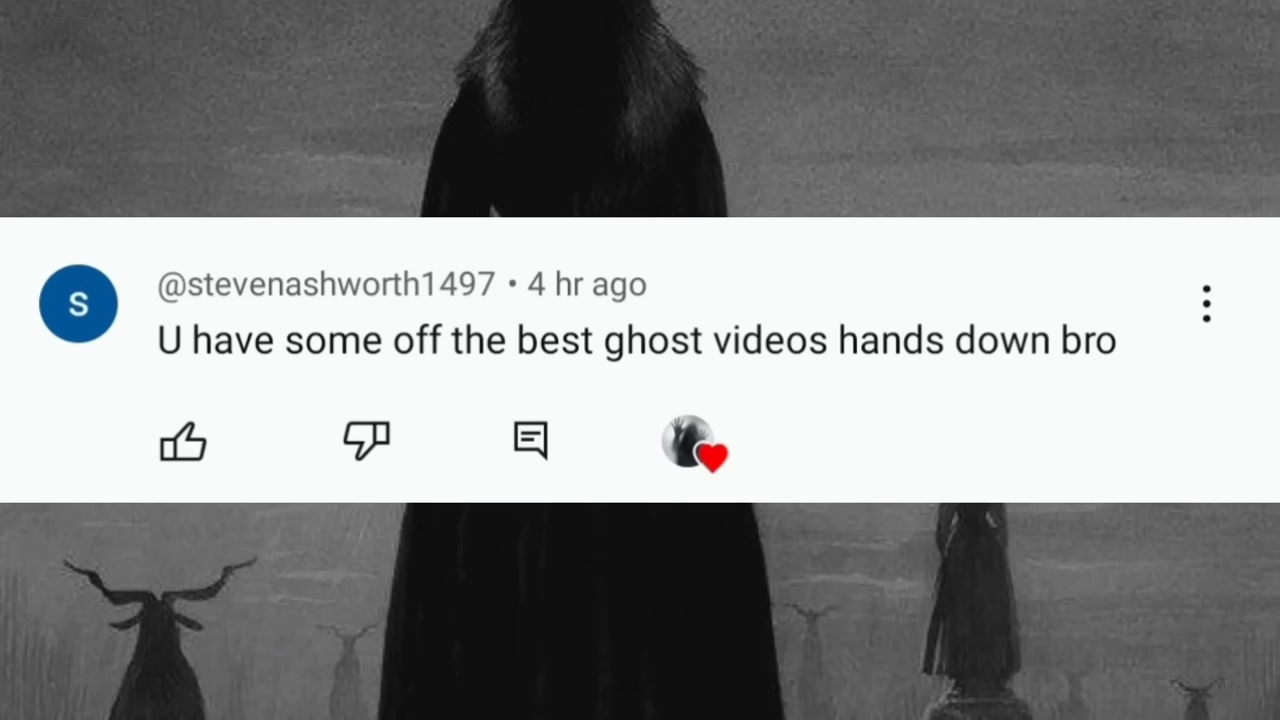 S
@stevenashworth1497 • 4 hr ago
U have some off the best ghost videos hands down bro